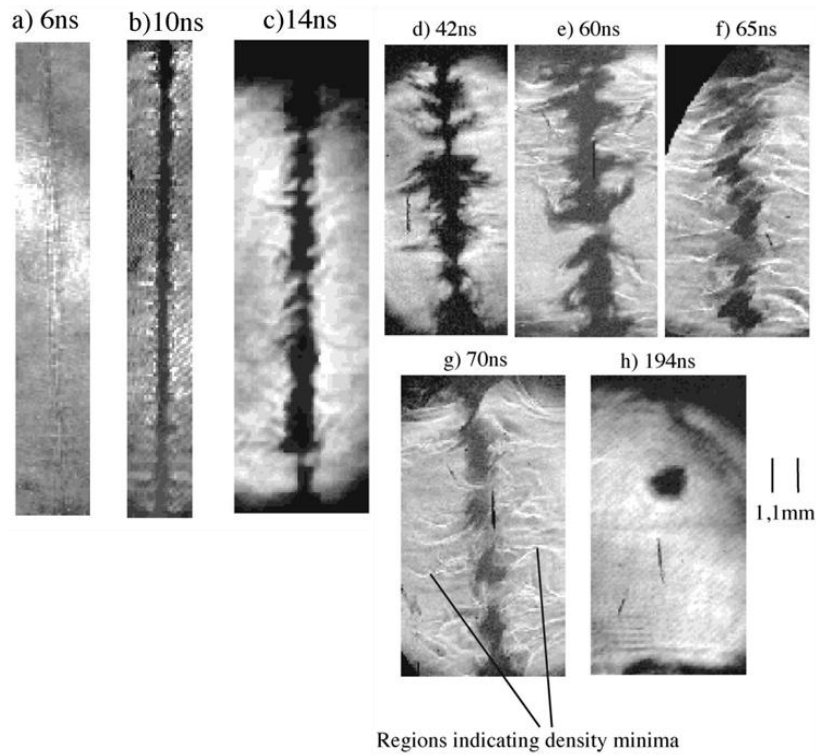 a) 6ns
b)10ns
c)14ns
d) 42ns
e) 60ns
f) 65ns
g) 70ns
h) 194ns
1,1mm
Regions indicating density minima